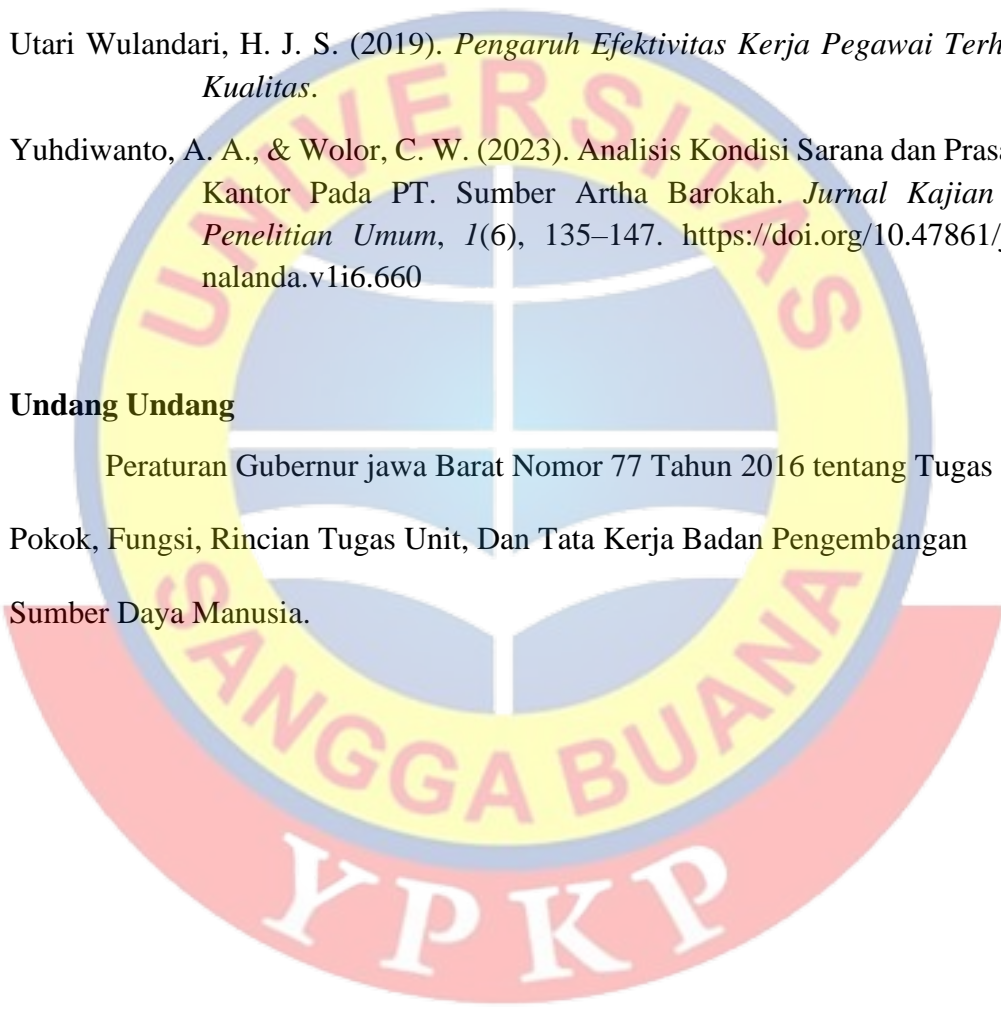 Utari Wulandari, H. J. S. (2019). Pengaruh Efektivitas Kerja Pegawai
Kualitas.
Yuhdiwanto, A. A., & Wolor, C. W. (2023). Analisis Kondisi Sarana dan
Kantor Pada PT. Sumber Artha Barokah. Jurnal Kajian
Penelitian Umum, 1(6), 135–147. https://doi.org/10.47861/j
nalanda.v1i6.660
Undang Undang
Peraturan Gubernur jawa Barat Nomor 77 Tahun 2016 tentang Tugas
Pokok, Fungsi, Rincian Tugas Unit, Dan Tata Kerja Badan Pengembangan
Sumber Daya Manusia.
UNIVERSITAS
SANGGA BUANA
YPKP